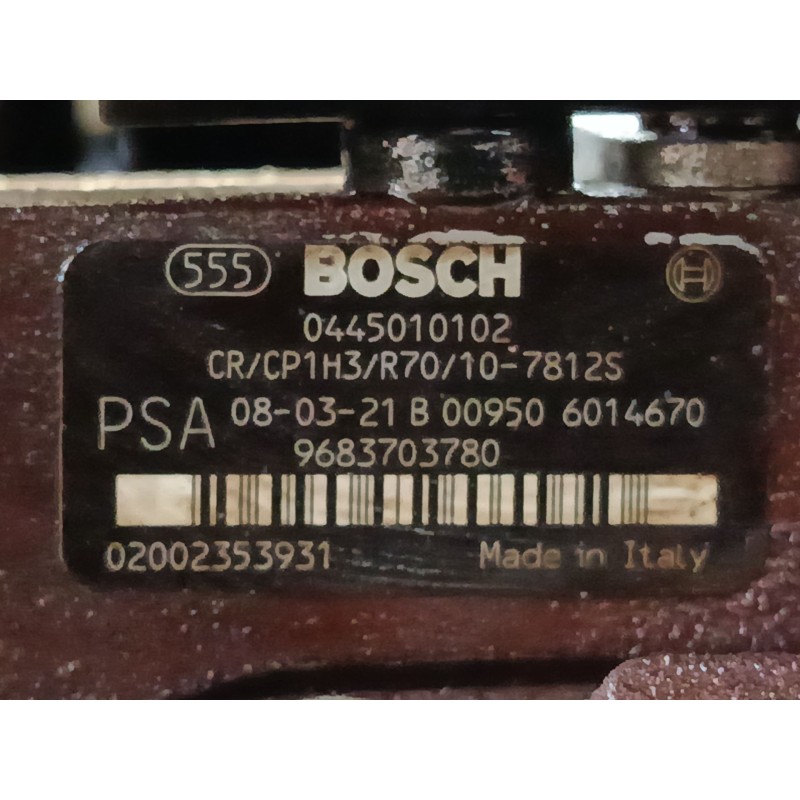 555 BOSCH
0445010102
CR/CP1H3/R70/10-7812S
PSA 08-03-21 B 00950 6014670
9683703780
02002353931 Made in Italy